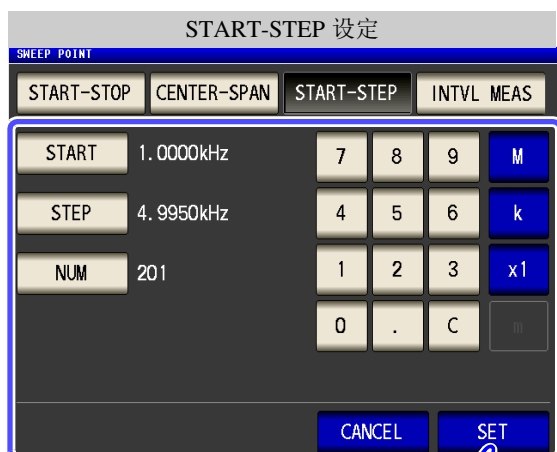 START-STEP 设定
SWEEP POINT
START-STOP CENTER-SPAN START-STEP INTVL MEAS
START 1.0000kHz 7 8 9 M
STEP 4.9950kHz 4 5 6 k
NUM 201 1 2 3 x1
0 . C m
CANCEL SET